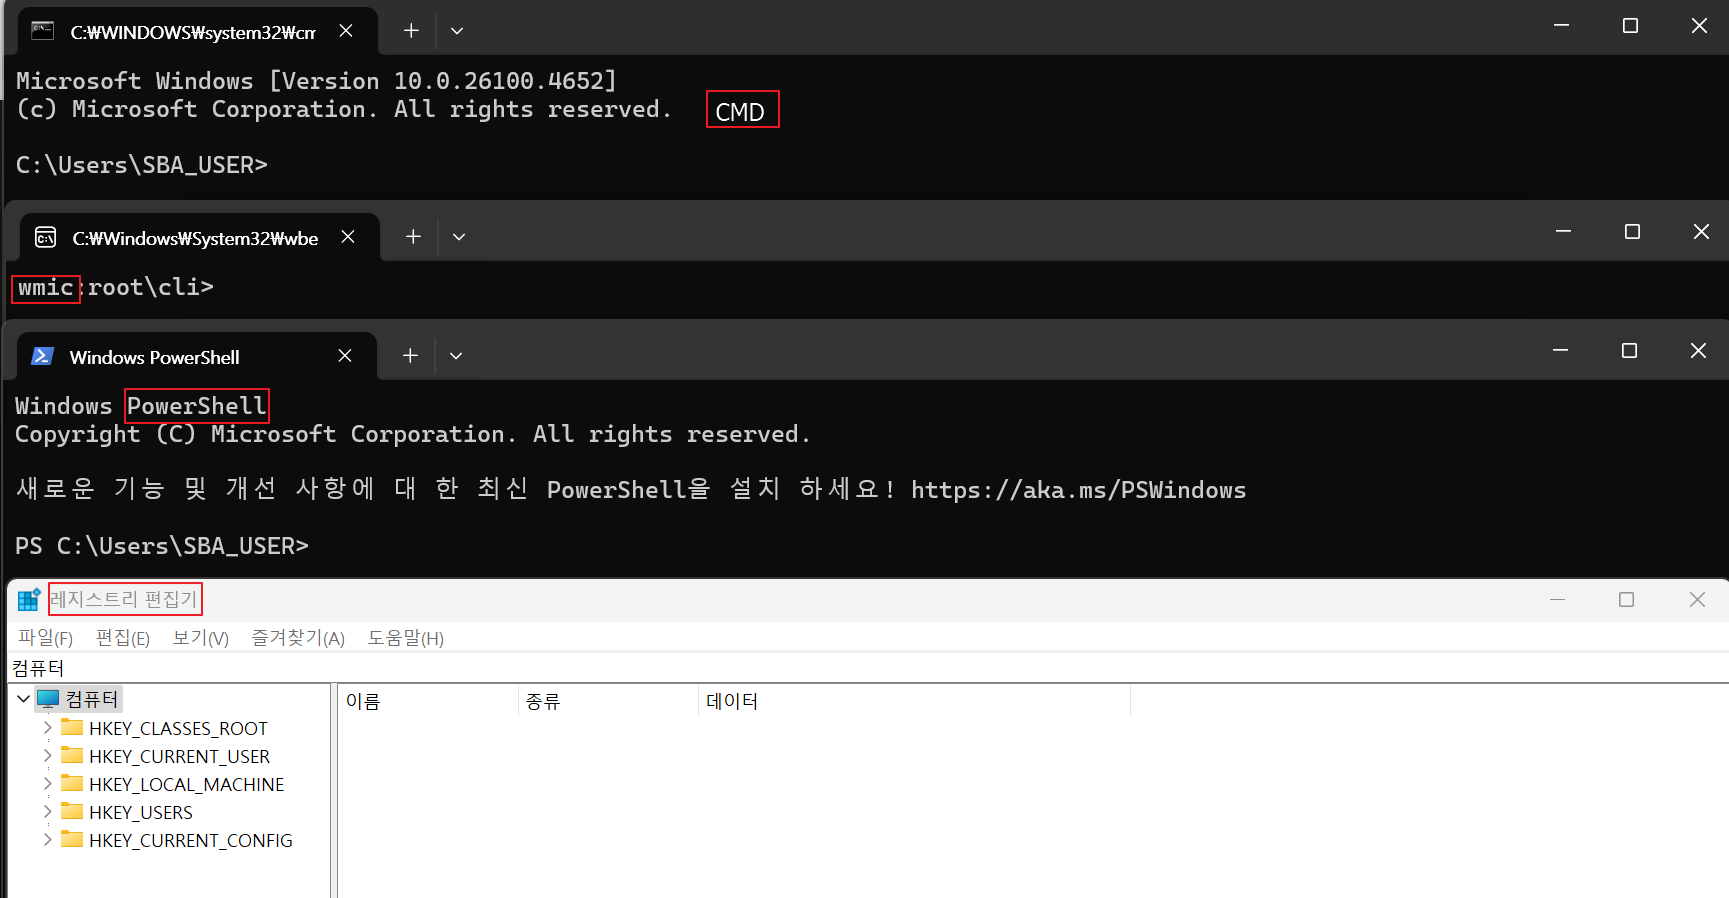 C:₩WINDOWS₩system32₩cm
Microsoft Windows [Version 10.0.26100.4652]
(c) Microsoft Corporation. All rights reserved.
CMD
C:\Users\SBA_USER>
C:₩Windows₩System32₩wbe
wmic:root\cli>
Windows PowerShell
Windows PowerShell
Copyright (C) Microsoft Corporation. All rights reserved.
새로운 기능 및 개선 사항에 대 한 최신 PowerShell을 설치 하세요! https://aka.ms/PSWindows
PS C:\Users\SBA_USER>
레지스트리 편집기
파일(F) 편집(E) 보기(V) 즐겨찾기(A) 도움말(H)
컴퓨터
컴퓨터
이름 종류 데이터
HKEY_CLASSES_ROOT
HKEY_CURRENT_USER
HKEY_LOCAL_MACHINE
HKEY_USERS
HKEY_CURRENT_CONFIG